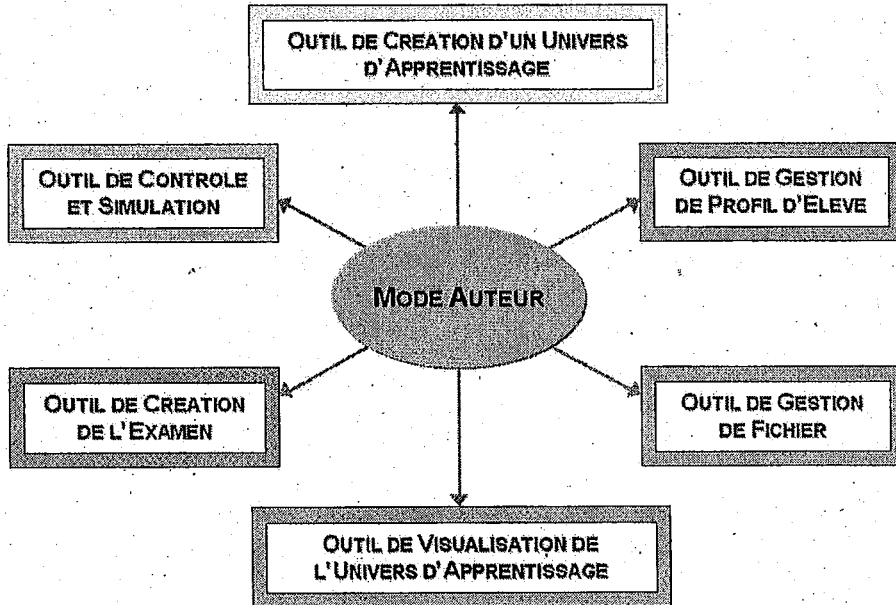 OUTIL DE CREATION D'UN UNIVERS
D'APPRENTISSAGE
OUTIL DE CONTROLE
ET SIMULATION
OUTIL DE GESTION
DE PROFIL D'ELEVE
MODE AUTEUR
OUTIL DE CREATION
DE L'EXAMEN
OUTIL DE GESTION
DE FICHIER
OUTIL DE VISUALISATION DE
L'UNIVERS D'APPRENTISSAGE